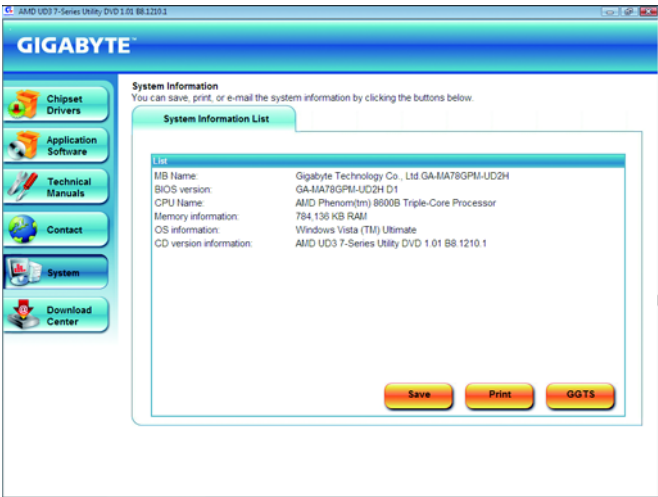 AMD UD3 7-Series Utility DVD 1.01 B8.1210.1
GIGABYTE™
Chipset
Drivers
Application
Software
Technical
Manuals
Contact
System
Download
Center
System Information
You can save, print, or e-mail the system information by clicking the buttons below.
System Information List
List
MB Name: Gigabyte Technology Co., Ltd.GA-MA78GPM-UD2H
BIOS version: GA-MA78GPM-UD2H D1
CPU Name: AMD Phenom(tm) 8600B Triple-Core Processor
Memory information: 784,136 KB RAM
OS information: Windows Vista (TM) Ultimate
CD version information: AMD UD3 7-Series Utility DVD 1.01 B8.1210.1
Save Print GGTS